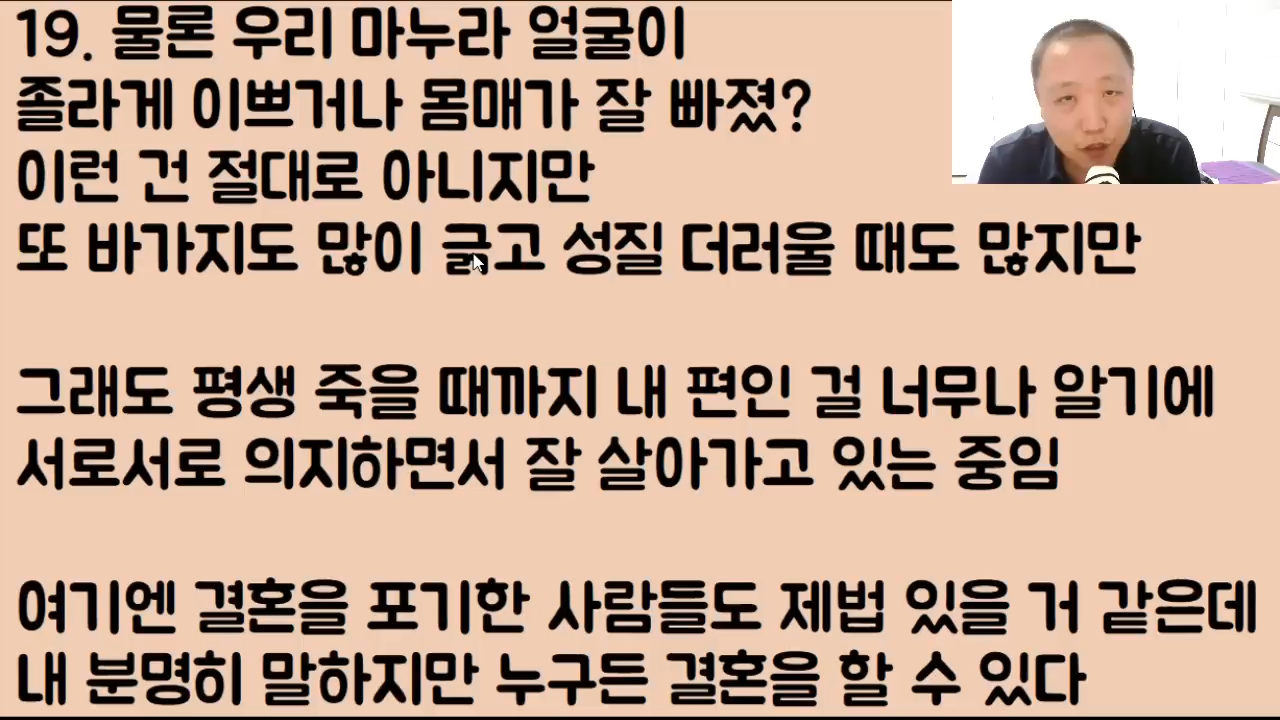 19. 물론 우리 마누라 얼굴이
졸라게 이쁘거나 몸매가 잘 빠졌?
이런 건 절대로 아니지만
또 바가지도 많이 긁고 성질 더러울 때도 많지만
그래도 평생 죽을 때까지 내 편인 걸 너무나 알기에
서로서로 의지하면서 잘 살아가고 있는 중임
여기엔 결혼을 포기한 사람들도 제법 있을 거 같은데
내 분명히 말하지만 누구든 결혼을 할 수 있다